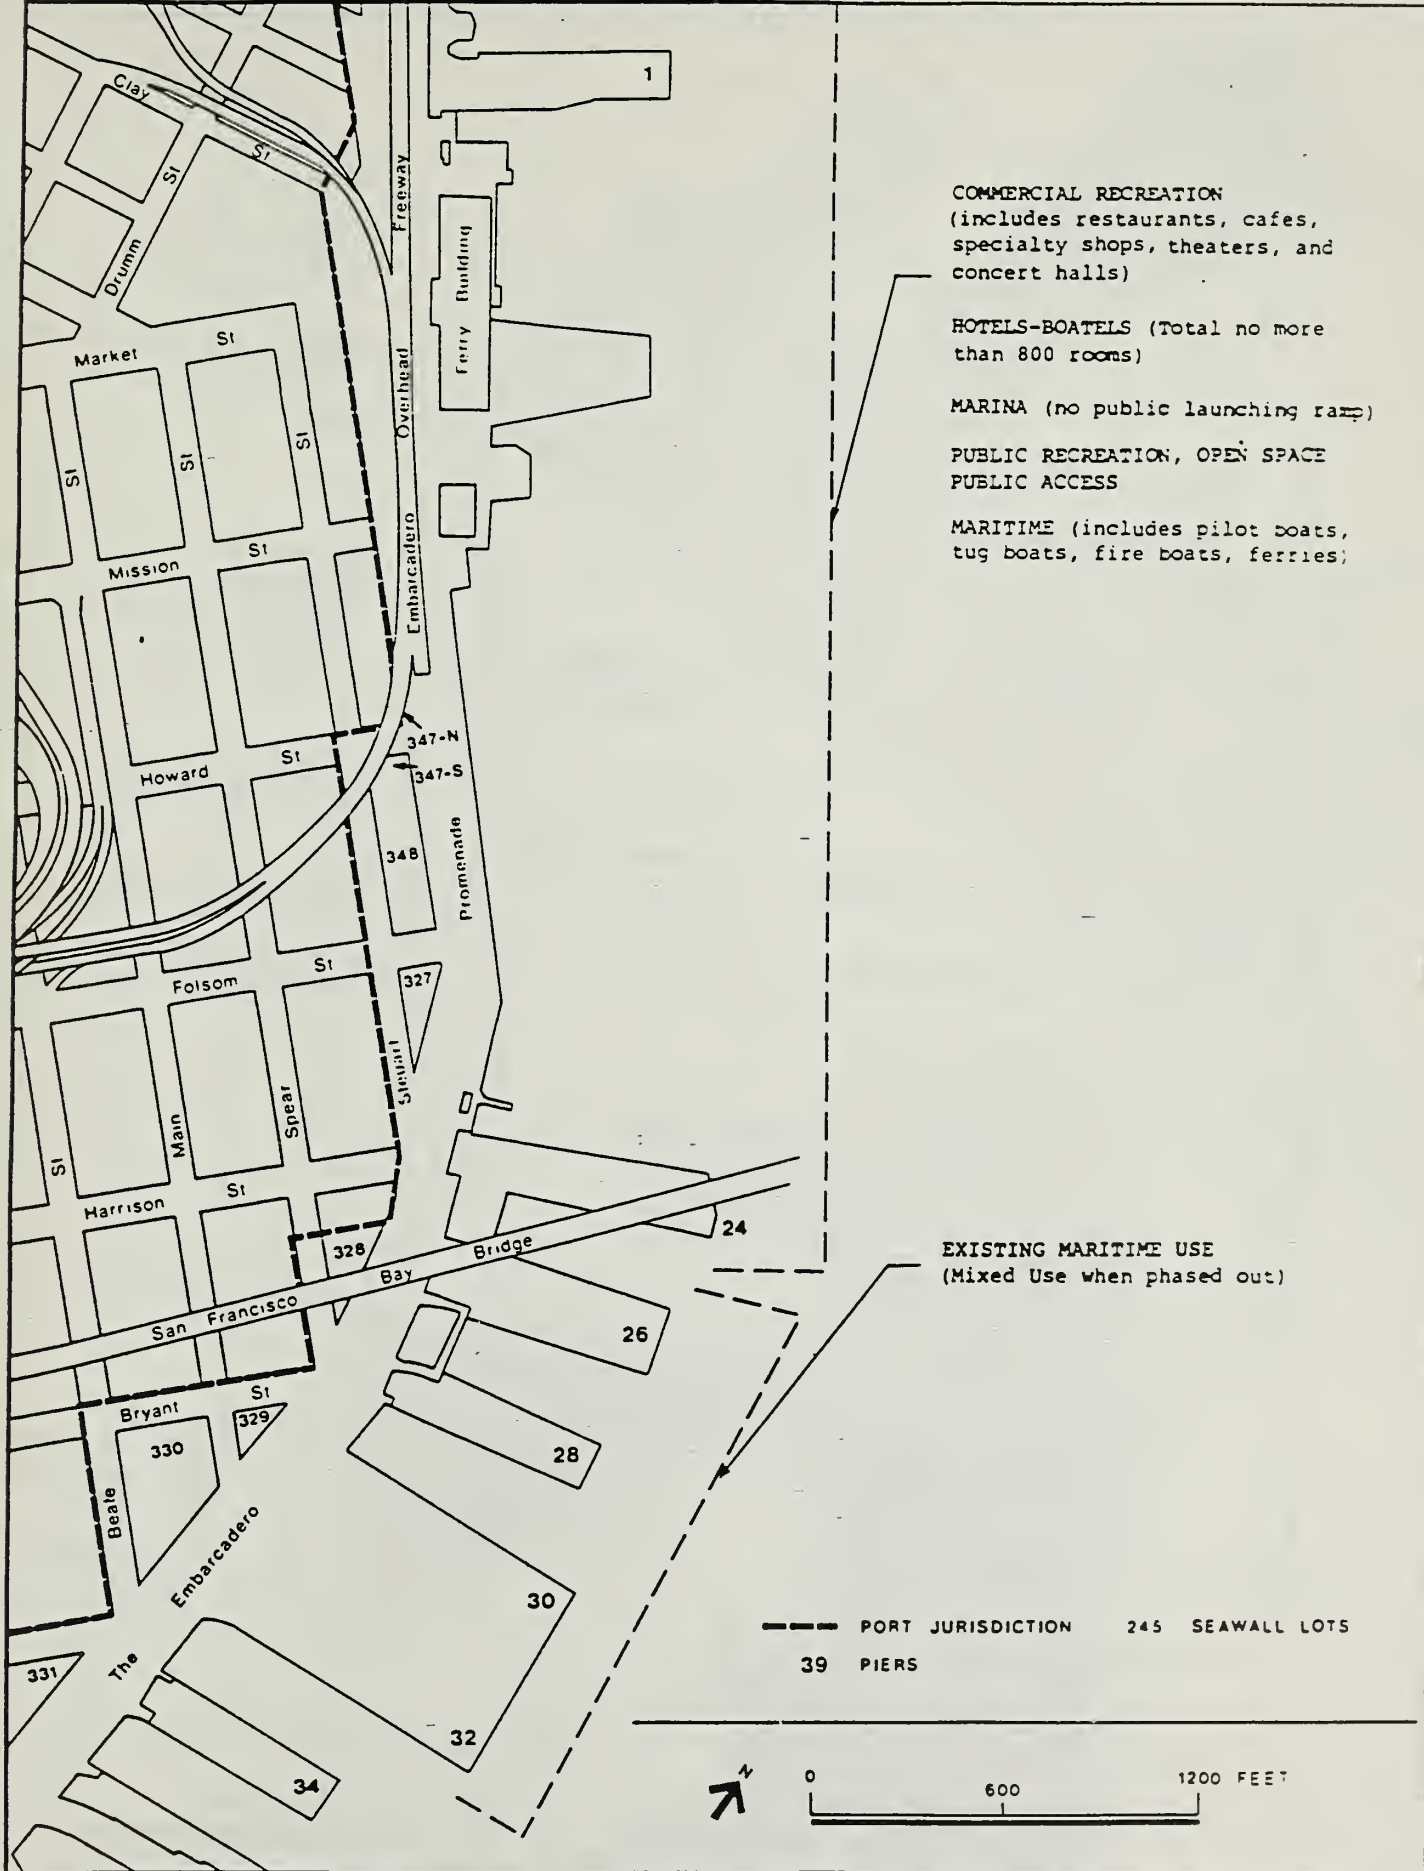 1
Clay
St
St
Drumm
Freeway
Ferry Building
Market
St
St
St
St
Overhead
Embarcadero
Mission
St
347-N
347-S
Howard
St
348
Promenade
Folsom
St
327
Steuart
Spear
Main
St
Harrison
St
328
24
San Francisco Bay Bridge
26
Bryant
St
329
330
28
Beale
Embarcadero
The
30
331
32
34
COMMERCIAL RECREATION
(includes restaurants, cafes,
specialty shops, theaters, and
concert halls)
HOTELS-BOATELS (Total no more
than 800 rooms)
MARINA (no public launching ramp)
PUBLIC RECREATION, OPEN SPACE
PUBLIC ACCESS
MARITIME (includes pilot boats,
tug boats, fire boats, ferries)
EXISTING MARITIME USE
(Mixed Use when phased out)
PORT JURISDICTION 245 SEAWALL LOTS
39 PIERS
N
0 600 1200 FEET